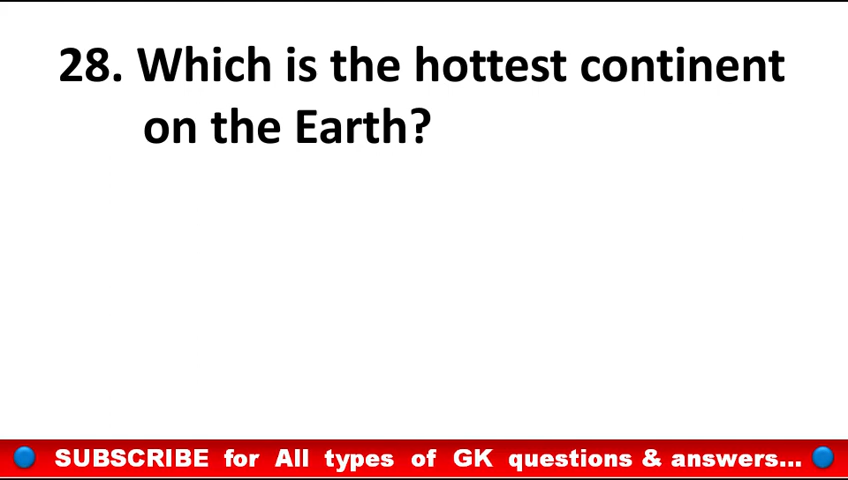 28. Which is the hottest continent
on the Earth?
SUBSCRIBE for All types of GK questions & answers...